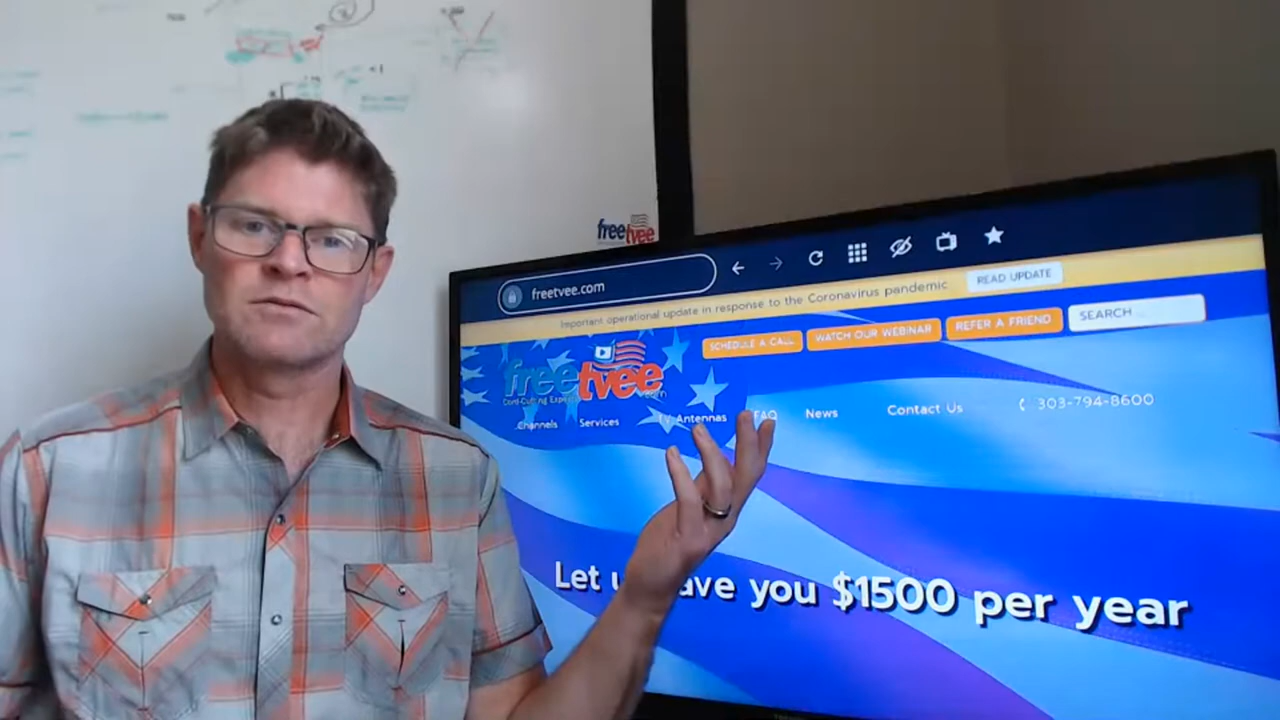 freetvee
freetvee.com
Important operational update in response to the Coronavirus pandemic
READ UPDATE
SCHEDULE A CALL
WATCH OUR WEBINAR
REFER A FRIEND
SEARCH ...
freetvee.com
Cord-Cutting Experts
Channels
Services
TV Antennas
FAQ
News
Contact Us
303-794-8600
Let u ave you $1500 per year